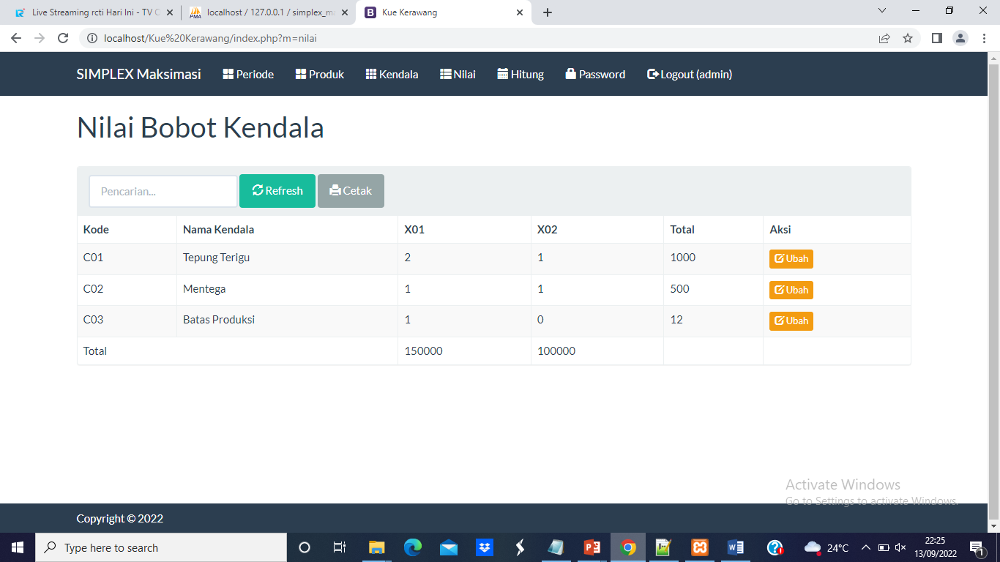 Live Streaming rcti Hari Ini - TV C
localhost / 127.0.0.1 / simplex_ma
Kue Kerawang
localhost/Kue%20Kerawang/index.php?m=nilai
SIMPLEX Maksimasi Periode Produk Kendala Nilai Hitung Password Logout (admin)
Nilai Bobot Kendala
Pencarian... Refresh Cetak
Kode Nama Kendala X01 X02 Total Aksi
C01 Tepung Terigu 2 1 1000 Ubah
C02 Mentega 1 1 500 Ubah
C03 Batas Produksi 1 0 12 Ubah
Total 150000 100000
Activate Windows
Go to Settings to activate Windows.
Copyright © 2022
Type here to search
24°C
22:25
13/09/2022
1